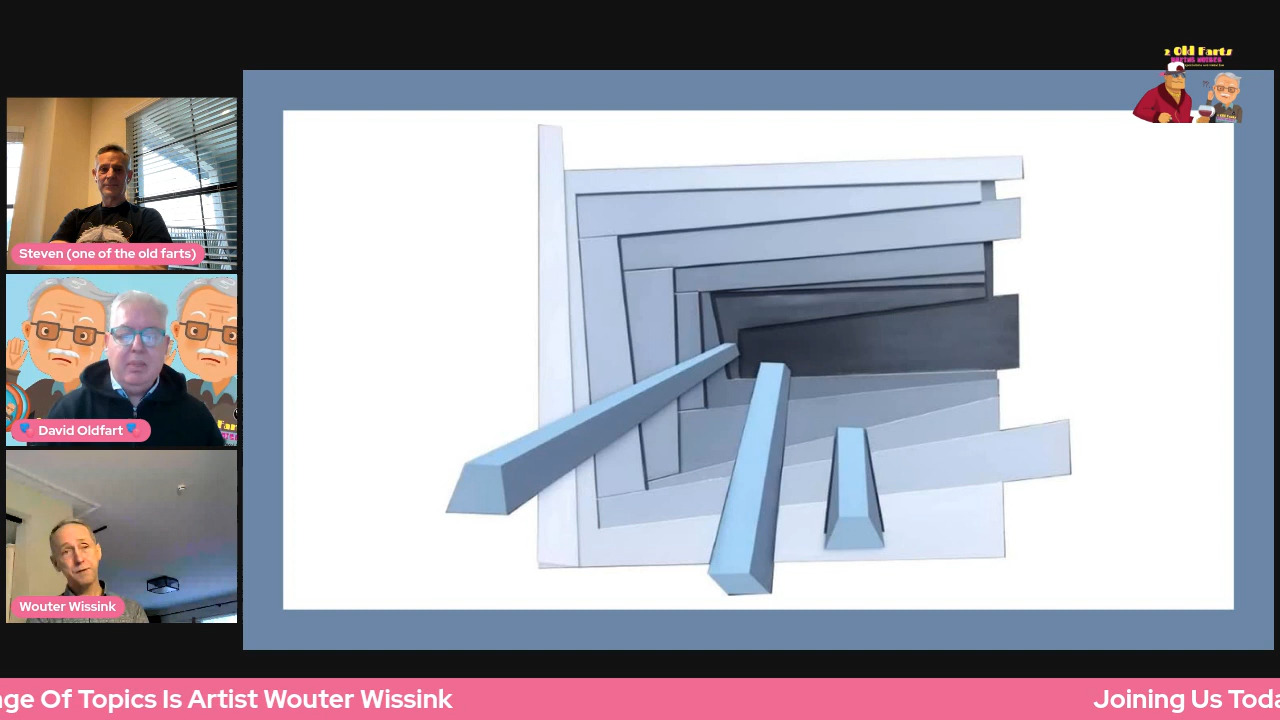 2 Old Farts
Steven (one of the old farts)
David Oldfart
Wouter Wissink
nge Of Topics Is Artist Wouter Wissink
Joining Us Toda